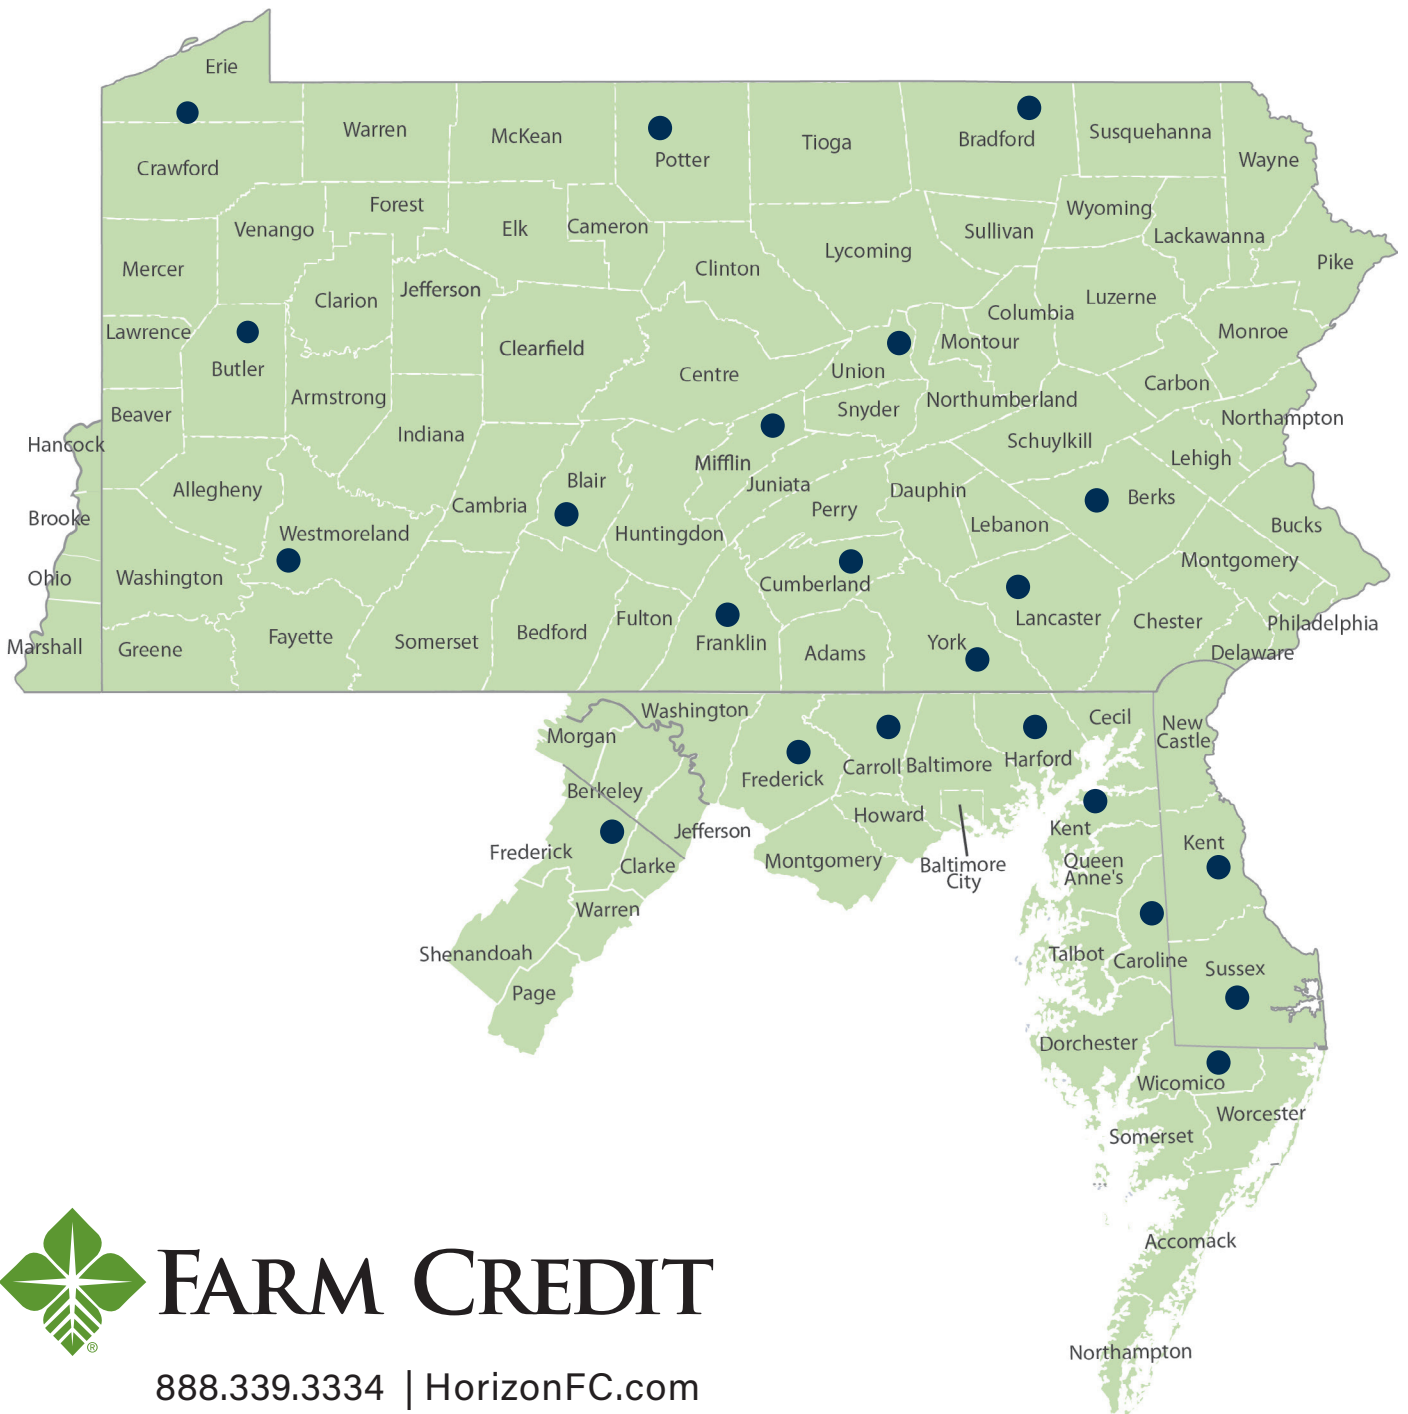 Erie
Warren
McKean
Potter
Tioga
Bradford
Susquehanna
Wayne
Crawford
Forest
Venango
Elk
Cameron
Sullivan
Wyoming
Lackawanna
Lycoming
Pike
Mercer
Clinton
Jefferson
Clarion
Luzerne
Columbia
Lawrence
Monroe
Montour
Clearfield
Butler
Union
Centre
Carbon
Armstrong
Northumberland
Snyder
Beaver
Northampton
Indiana
Hancock
Schuylkill
Lehigh
Mifflin
Blair
Juniata
Allegheny
Dauphin
Berks
Cambria
Perry
Brooke
Lebanon
Bucks
Westmoreland
Huntingdon
Montgomery
Ohio
Washington
Cumberland
Lancaster
Fulton
Chester
Philadelphia
Bedford
Fayette
Somerset
Franklin
York
Marshall
Greene
Adams
Delaware
Washington
Cecil
New
Castle
Morgan
Harford
Carroll
Baltimore
Frederick
Berkeley
Howard
Kent
Jefferson
Kent
Frederick
Montgomery
Clarke
Baltimore
City
Queen
Anne's
Warren
Shenandoah
Talbot
Caroline
Sussex
Page
Dorchester
Wicomico
Worcester
Somerset
Accomack
Northampton
FARM CREDIT
®
888.339.3334 | HorizonFC.com